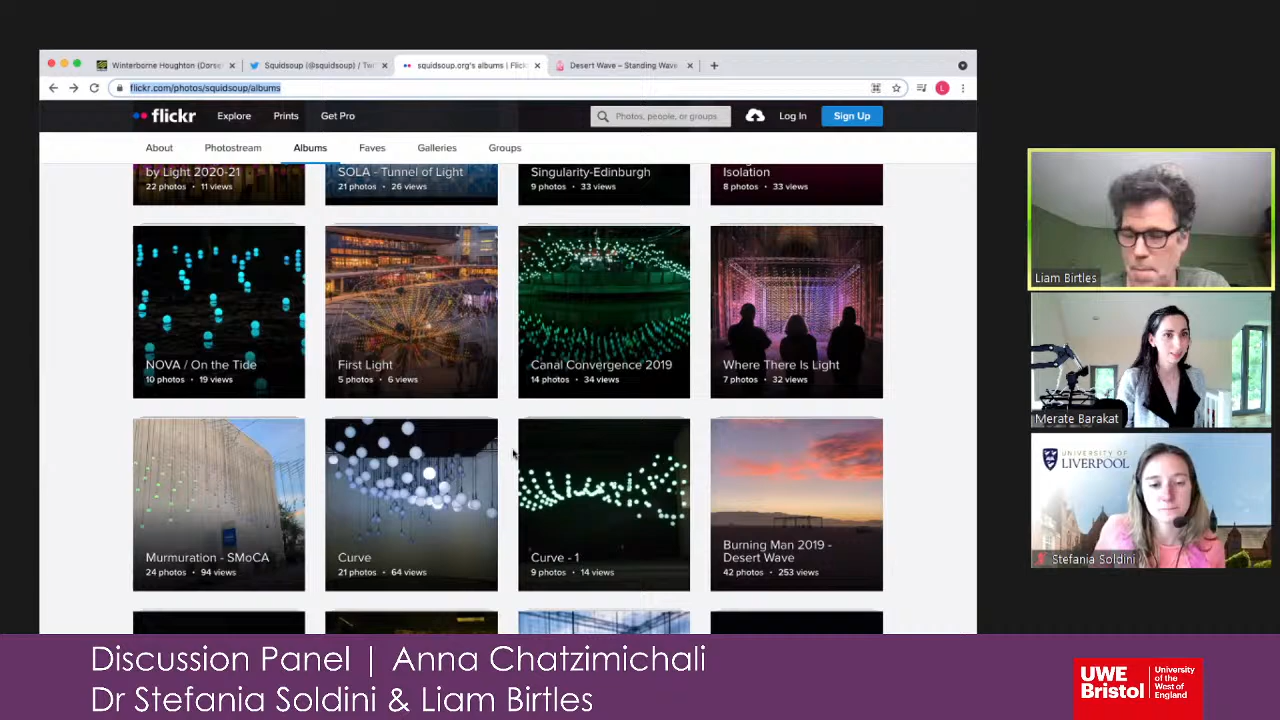 Winterborne Houghton (Dorset
Squidsoup (@squidsoup) / Twi
squidsoup.org's albums | Flickr
Desert Wave – Standing Wave
flickr.com/photos/squidsoup/albums
flickr
Explore
Prints
Get Pro
Photos, people, or groups
Log In
Sign Up
About
Photostream
Albums
Faves
Galleries
Groups
by Light 2020-21
22 photos • 11 views
SOLA - Tunnel of Light
21 photos • 26 views
Singularity-Edinburgh
9 photos • 33 views
Isolation
8 photos • 33 views
NOVA / On the Tide
10 photos • 19 views
First Light
5 photos • 6 views
Canal Convergence 2019
14 photos • 34 views
Where There Is Light
7 photos • 32 views
Murmuration - SMoCA
24 photos • 94 views
Curve
21 photos • 64 views
Curve - 1
9 photos • 14 views
Burning Man 2019 -
Desert Wave
42 photos • 253 views
Liam Birtles
Merate Barakat
UNIVERSITY OF
LIVERPOOL
Stefania Soldini
Discussion Panel | Anna Chatzimichali
Dr Stefania Soldini & Liam Birtles
UWE
Bristol
University
of the
West of
England